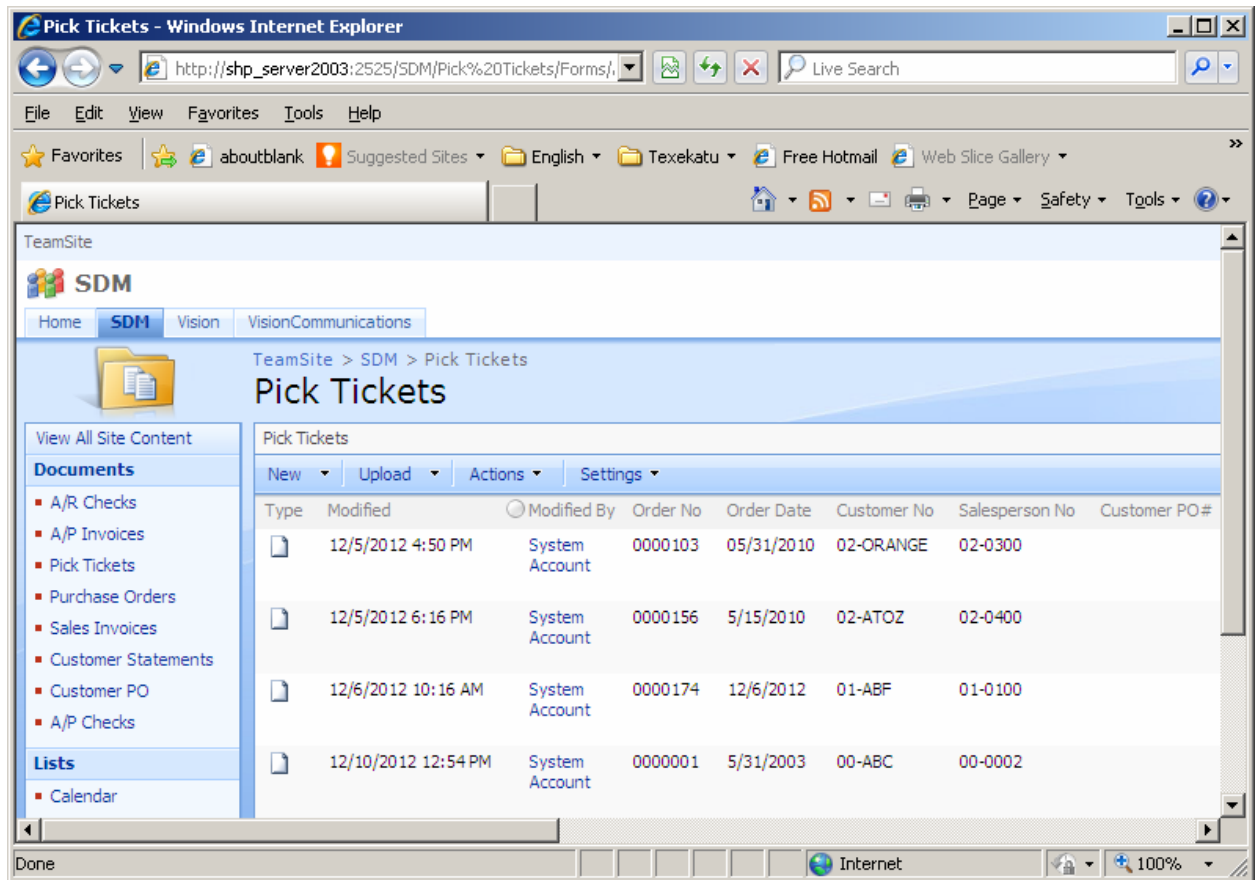 Pick Tickets - Windows Internet Explorer
http://shp_server2003:2525/SDM/Pick%20Tickets/Forms/ Live Search
File Edit View Favorites Tools Help
Favorites aboutblank Suggested Sites English Texekatu Free Hotmail Web Slice Gallery »
Pick Tickets Page Safety Tools
TeamSite
SDM
Home SDM Vision VisionCommunications
TeamSite > SDM > Pick Tickets
Pick Tickets
View All Site Content
Documents
A/R Checks
A/P Invoices
Pick Tickets
Purchase Orders
Sales Invoices
Customer Statements
Customer PO
A/P Checks
Lists
Calendar
Pick Tickets
New Upload Actions Settings
Type Modified Modified By Order No Order Date Customer No Salesperson No Customer PO#
12/5/2012 4:50 PM System 0000103 05/31/2010 02-ORANGE 02-0300
Account
12/5/2012 6:16 PM System 0000156 5/15/2010 02-ATOZ 02-0400
Account
12/6/2012 10:16 AM System 0000174 12/6/2012 01-ABF 01-0100
Account
12/10/2012 12:54 PM System 0000001 5/31/2003 00-ABC 00-0002
Account
Done Internet 100%